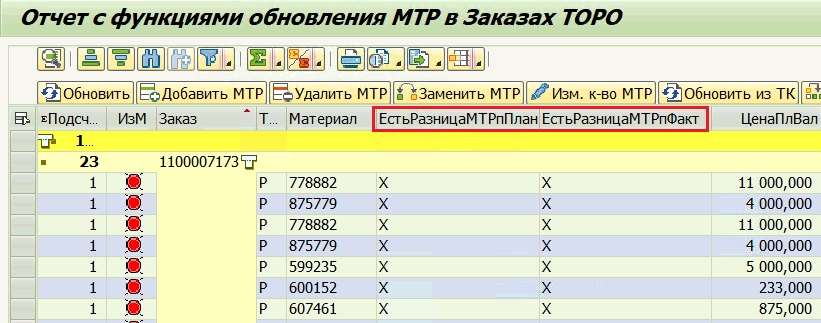 Отчет с функциями обновления МТР в Заказах ТОРО
Обновить Добавить МТР Удалить МТР Заменить МТР Изм. к-во МТР Обновить из ТК
Подсч... ИзМ Заказ Т... Материал ЕстьРазницаМТРпПлан ЕстьРазницаМТРпФакт ЦенаПлВал
1...
23 1100007173
1 P 778882 X X 11 000,000
1 P 875779 X X 4 000,000
1 P 778882 X X 11 000,000
1 P 875779 X X 4 000,000
1 P 599235 X X 5 000,000
1 P 600152 X X 233,000
1 P 607461 X X 875,000